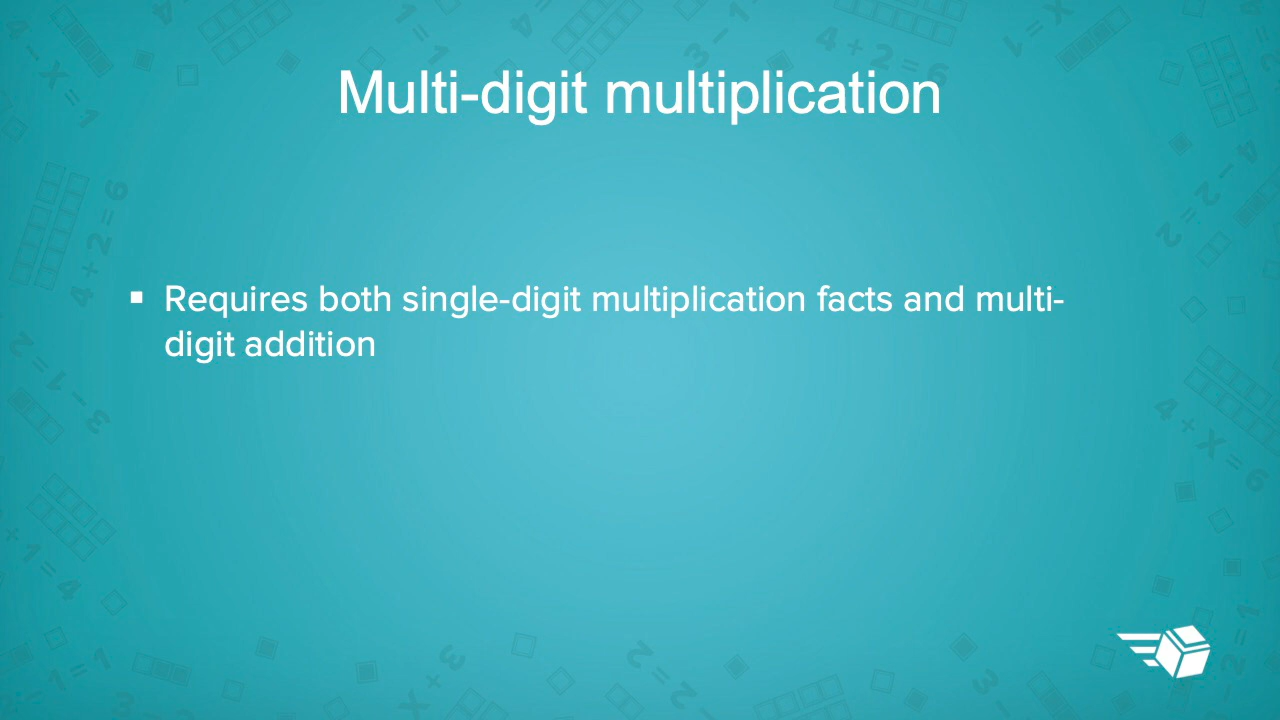 Multi-digit multiplication
▪ Requires both single-digit multiplication facts and multi-
digit addition